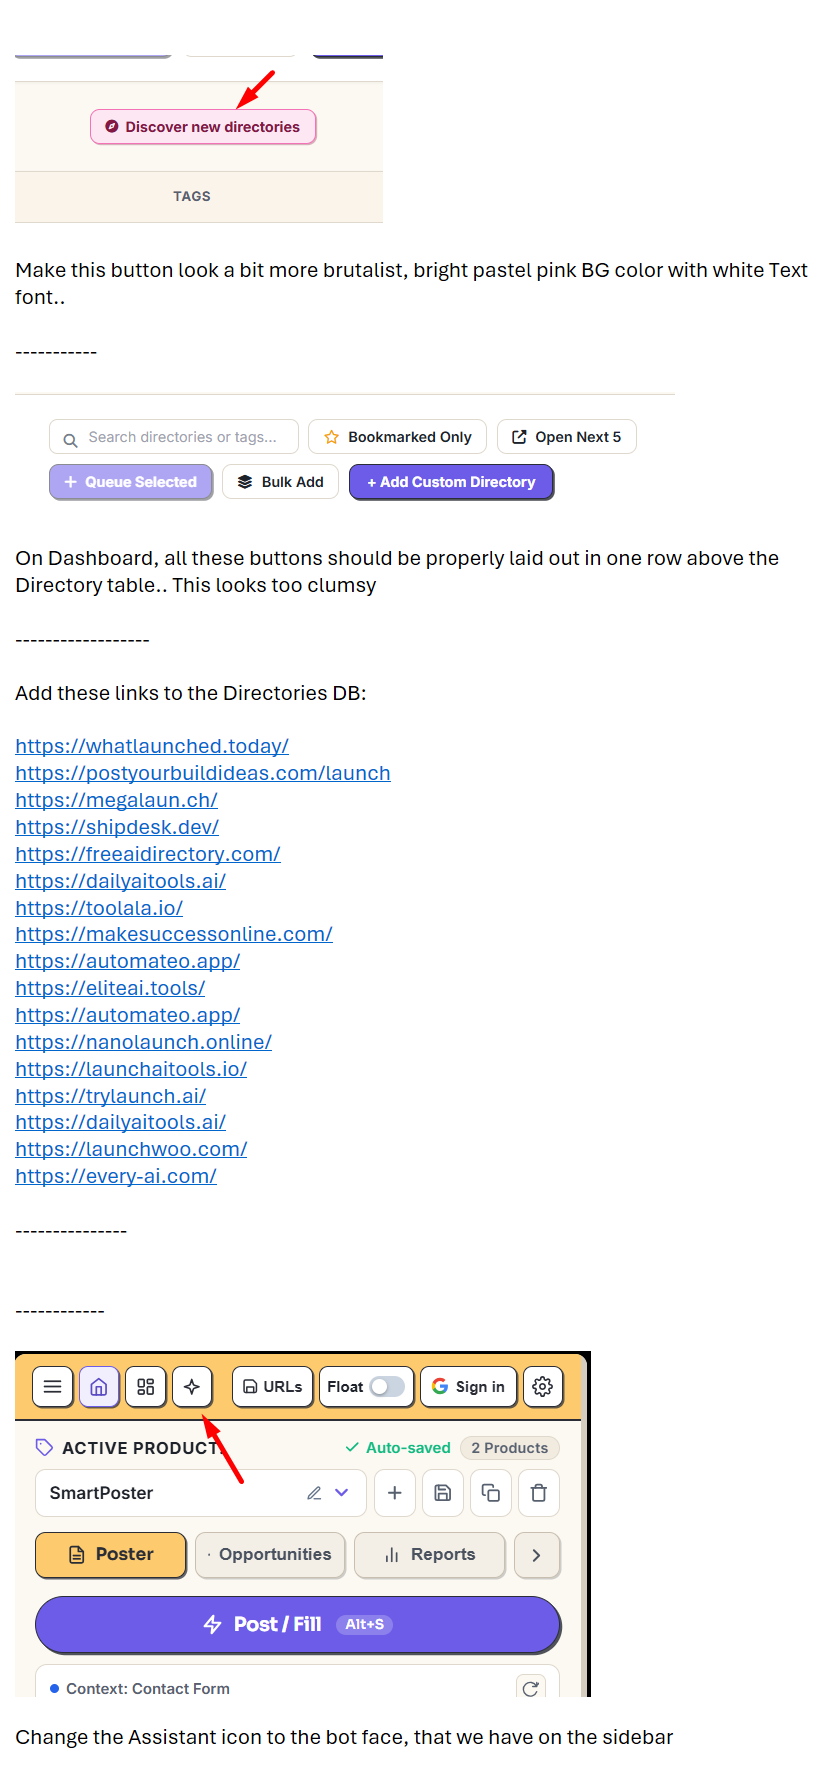 Discover new directories
TAGS
Make this button look a bit more brutalist, bright pastel pink BG color with white Text
font..
-----------
Search directories or tags...
Bookmarked Only
Open Next 5
+ Queue Selected
Bulk Add
+ Add Custom Directory
On Dashboard, all these buttons should be properly laid out in one row above the
Directory table.. This looks too clumsy
------------------
Add these links to the Directories DB:
https://whatlaunched.today/
https://postyourbuildideas.com/launch
https://megalaun.ch/
https://shipdesk.dev/
https://freeaidirectory.com/
https://dailyaitools.ai/
https://toolala.io/
https://makesuccessonline.com/
https://automateo.app/
https://eliteai.tools/
https://automateo.app/
https://nanolaunch.online/
https://launchaitools.io/
https://trylaunch.ai/
https://dailyaitools.ai/
https://launchwoo.com/
https://every-ai.com/
---------------
------------
URLs
Float
Sign in
ACTIVE PRODUCT
Auto-saved
2 Products
SmartPoster
Poster
Opportunities
Reports
Post / Fill
Alt+S
Context: Contact Form
Change the Assistant icon to the bot face, that we have on the sidebar